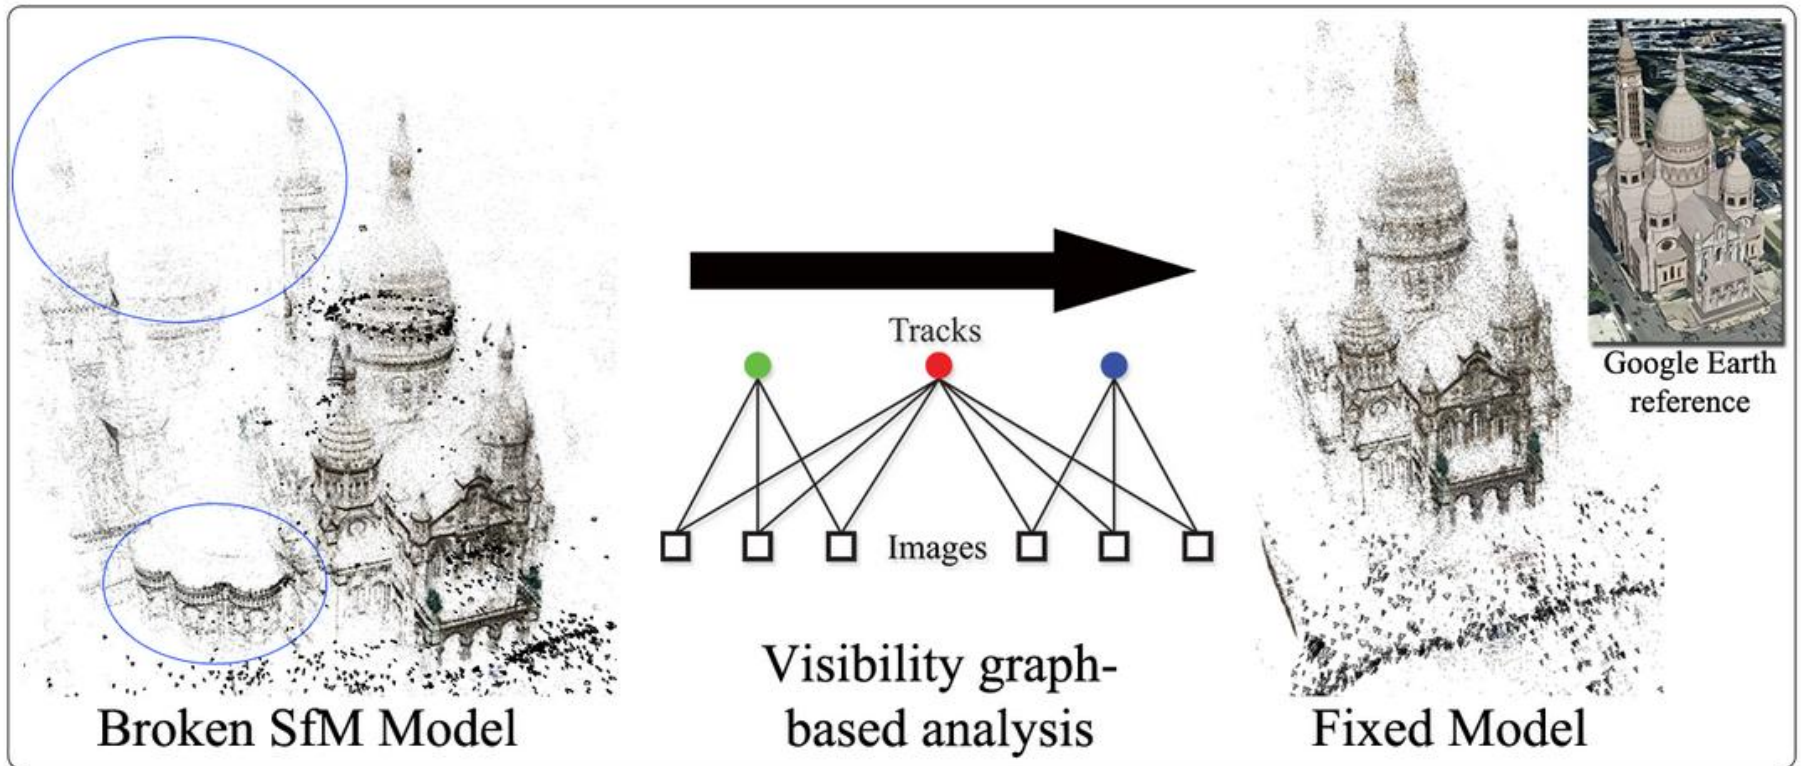 Tracks
Images
Google Earth
reference
Broken SfM Model
Visibility graph-
based analysis
Fixed Model